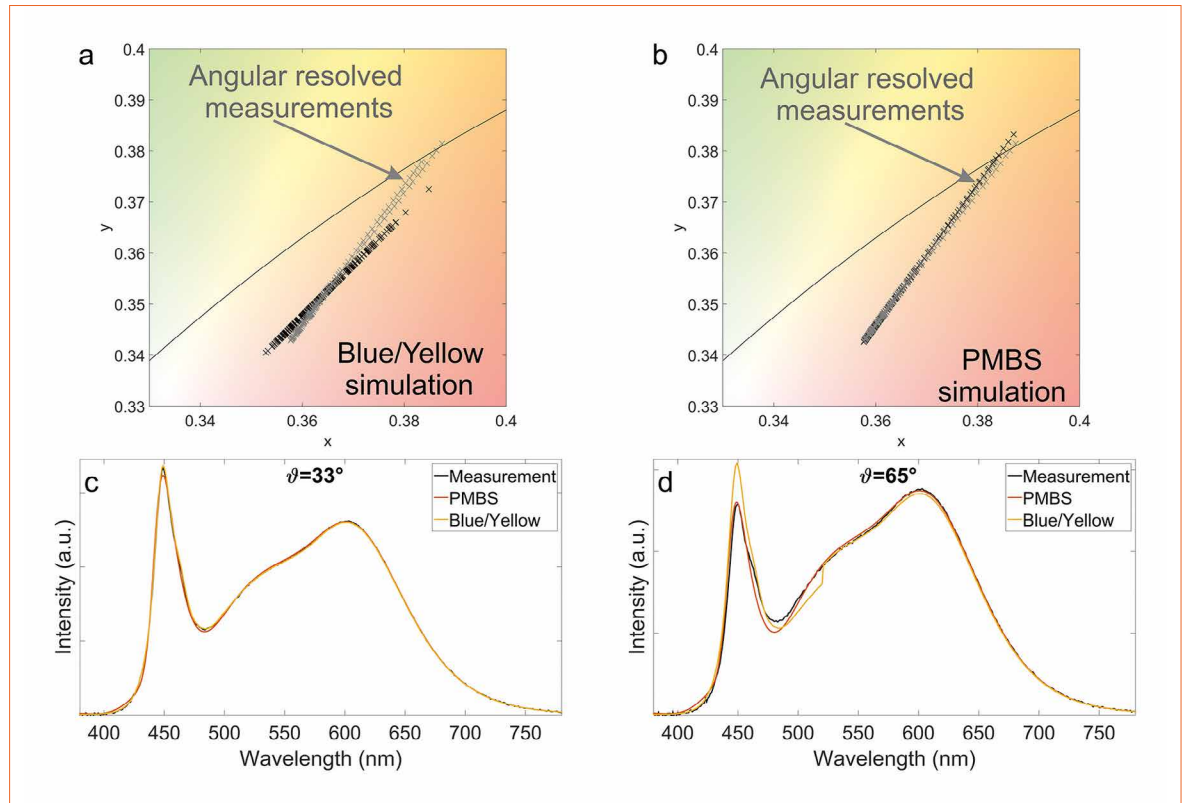 a
Angular resolved
measurements
0.4
0.39
0.38
0.37
0.36
0.35
0.34
0.33
y
0.34
0.36
0.38
0.4
x
Blue/Yellow
simulation
b
Angular resolved
measurements
0.4
0.39
0.38
0.37
0.36
0.35
0.34
0.33
y
0.34
0.36
0.38
0.4
x
PMBS
simulation
c
ϑ=33°
Measurement
PMBS
Blue/Yellow
Intensity (a.u.)
400 450 500 550 600 650 700 750
Wavelength (nm)
d
ϑ=65°
Measurement
PMBS
Blue/Yellow
Intensity (a.u.)
400 450 500 550 600 650 700 750
Wavelength (nm)